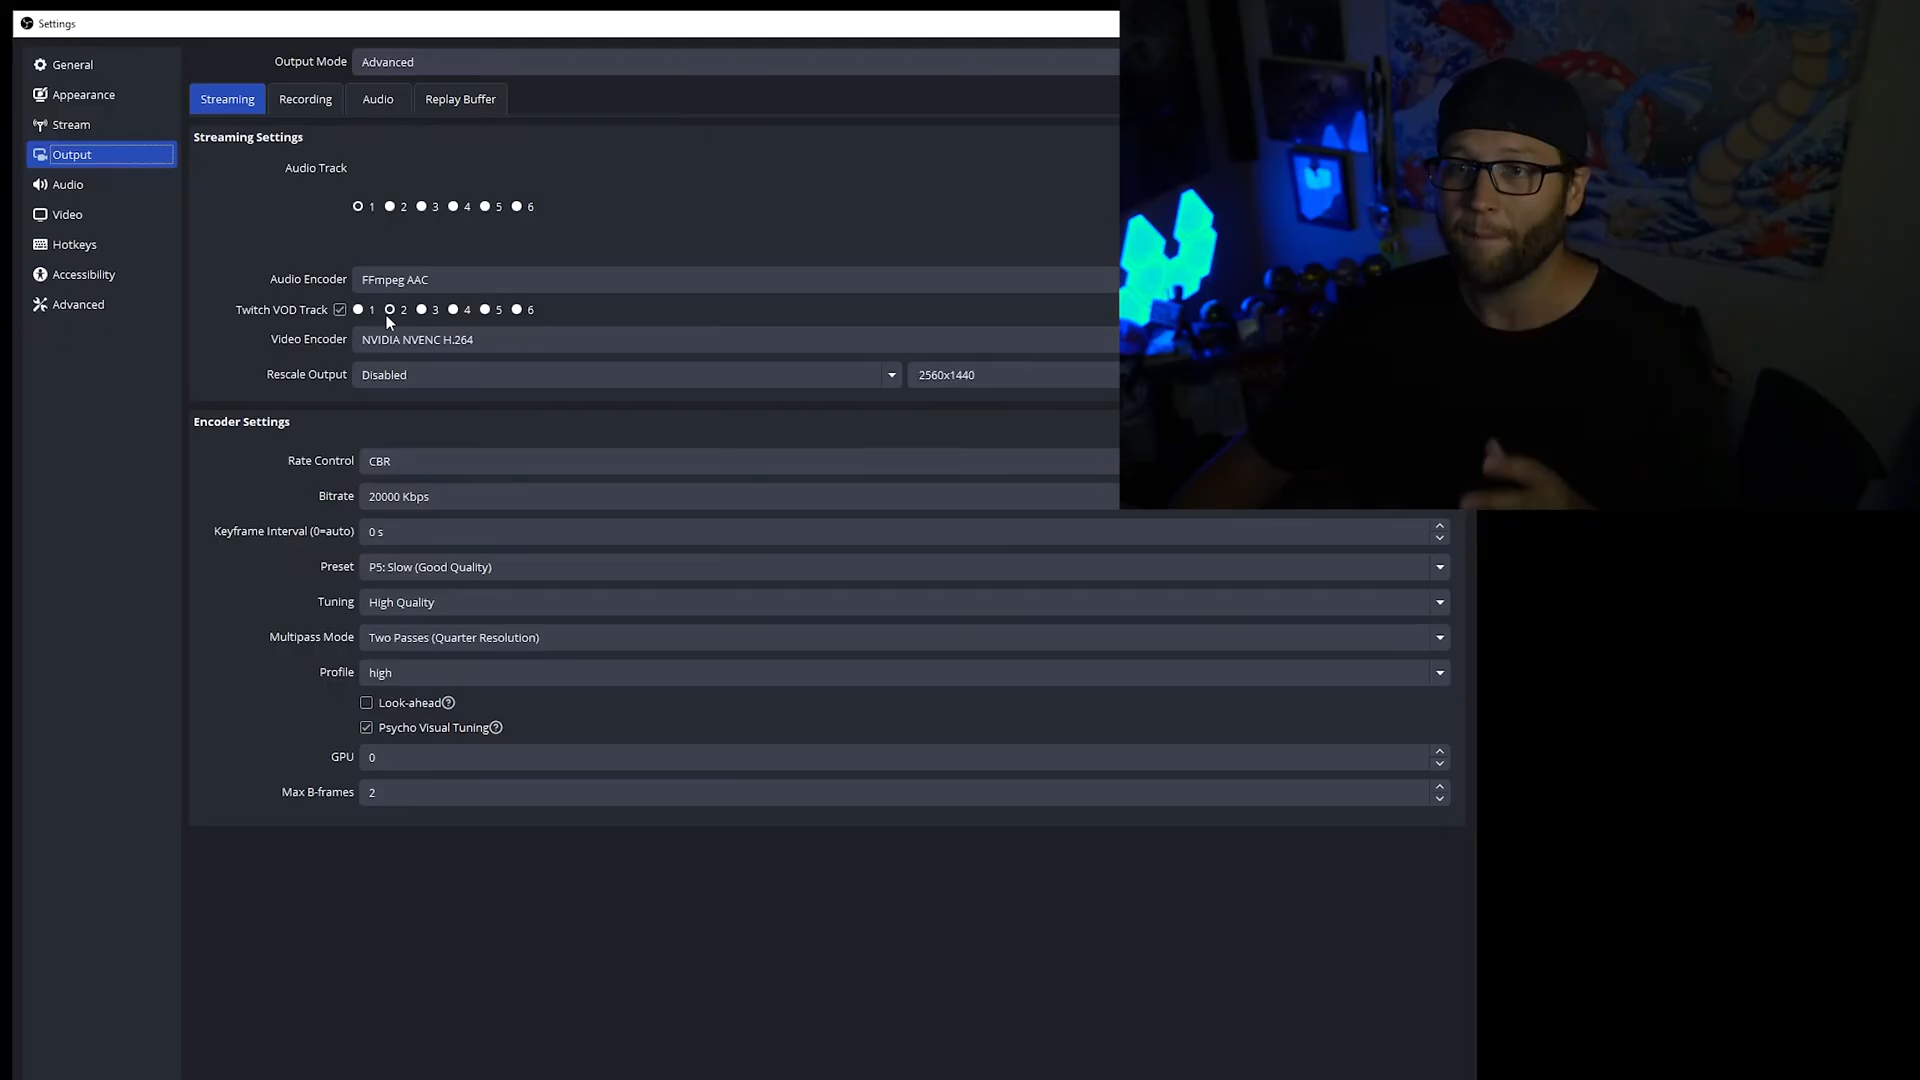 Settings
General
Appearance
Stream
Output
Audio
Video
Hotkeys
Accessibility
Advanced
Output Mode Advanced
Streaming Recording Audio Replay Buffer
Streaming Settings
Audio Track
1 2 3 4 5 6
Audio Encoder FFmpeg AAC
Twitch VOD Track 1 2 3 4 5 6
Video Encoder NVIDIA NVENC H.264
Rescale Output Disabled 2560x1440
Encoder Settings
Rate Control CBR
Bitrate 20000 Kbps
Keyframe Interval (0=auto) 0 s
Preset P5: Slow (Good Quality)
Tuning High Quality
Multipass Mode Two Passes (Quarter Resolution)
Profile high
Look-ahead?
Psycho Visual Tuning?
GPU 0
Max B-frames 2